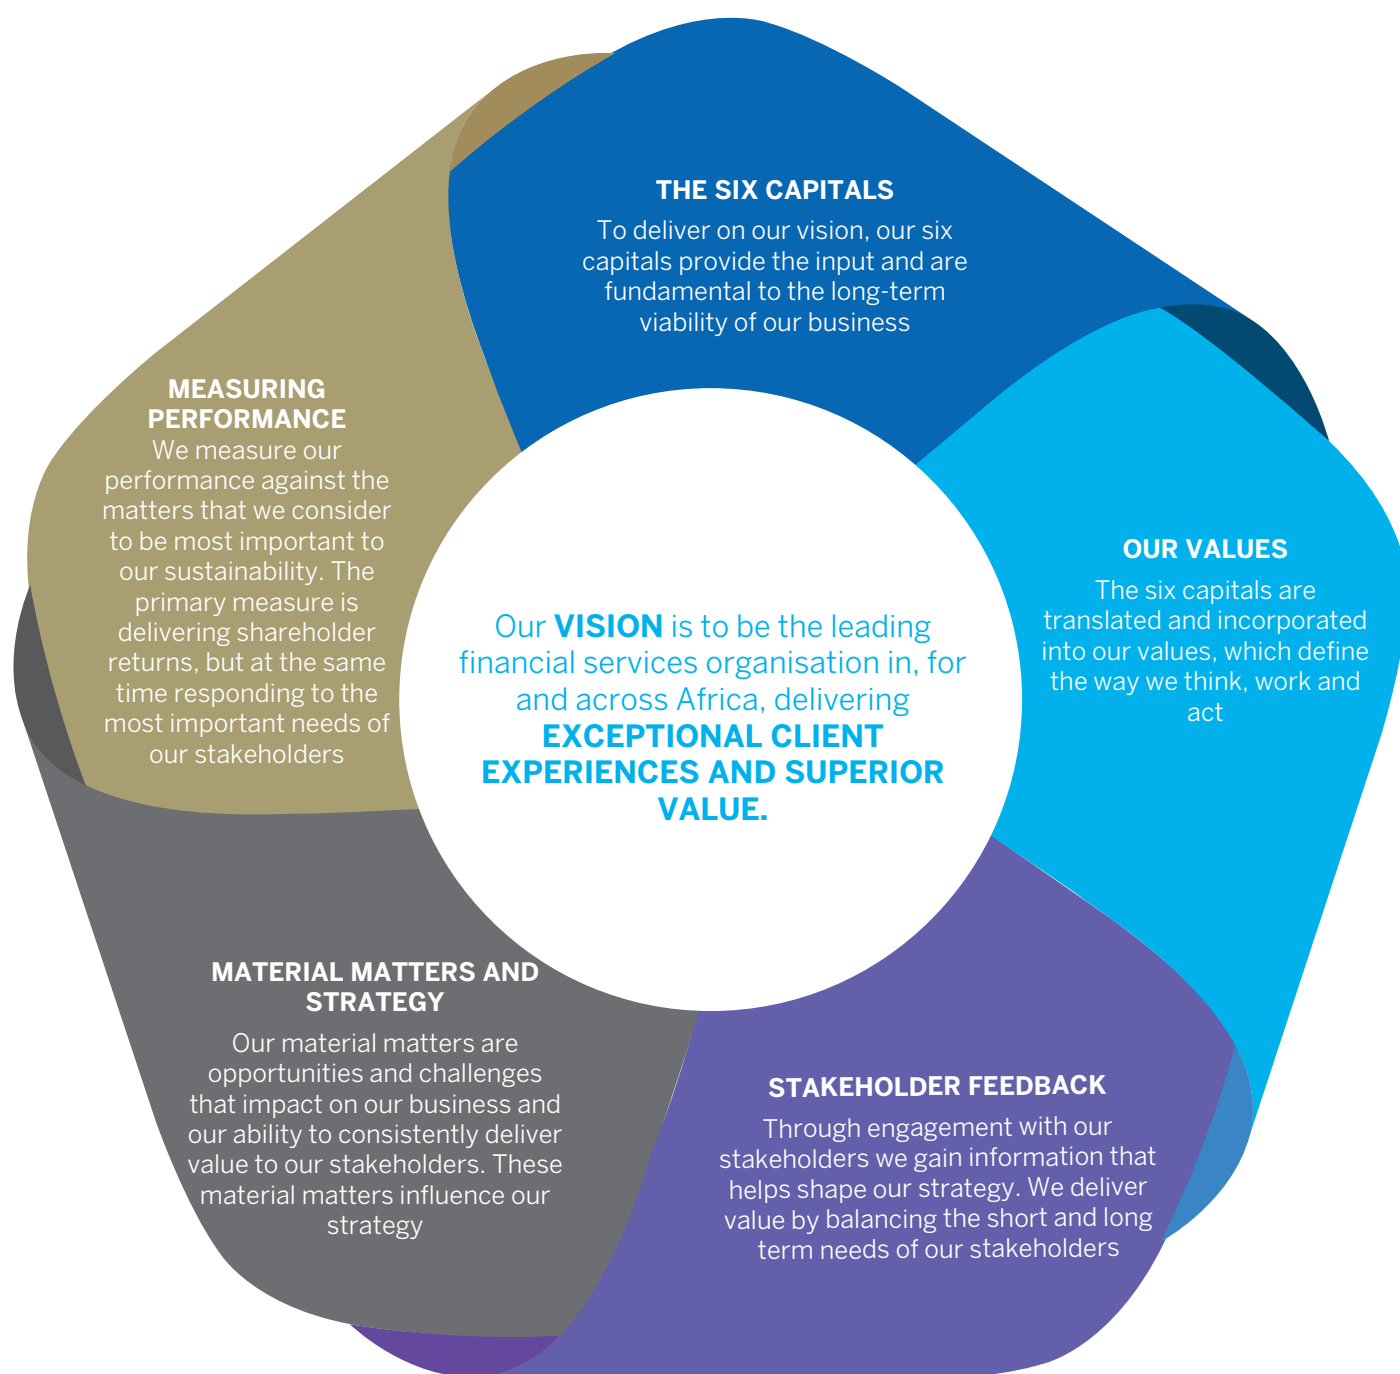 THE SIX CAPITALS
To deliver on our vision, our six
capitals provide the input and are
fundamental to the long-term
viability of our business
OUR VALUES
The six capitals are
translated and incorporated
into our values, which define
the way we think, work and
act
STAKEHOLDER FEEDBACK
Through engagement with our
stakeholders we gain information that
helps shape our strategy. We deliver
value by balancing the short and long
term needs of our stakeholders
MATERIAL MATTERS AND
STRATEGY
Our material matters are
opportunities and challenges
that impact on our business and
our ability to consistently deliver
value to our stakeholders. These
material matters influence our
strategy
MEASURING
PERFORMANCE
We measure our
performance against the
matters that we consider
to be most important to
our sustainability. The
primary measure is
delivering shareholder
returns, but at the same
time responding to the
most important needs of
our stakeholders
Our VISION is to be the leading
financial services organisation in, for
and across Africa, delivering
EXCEPTIONAL CLIENT
EXPERIENCES AND SUPERIOR
VALUE.